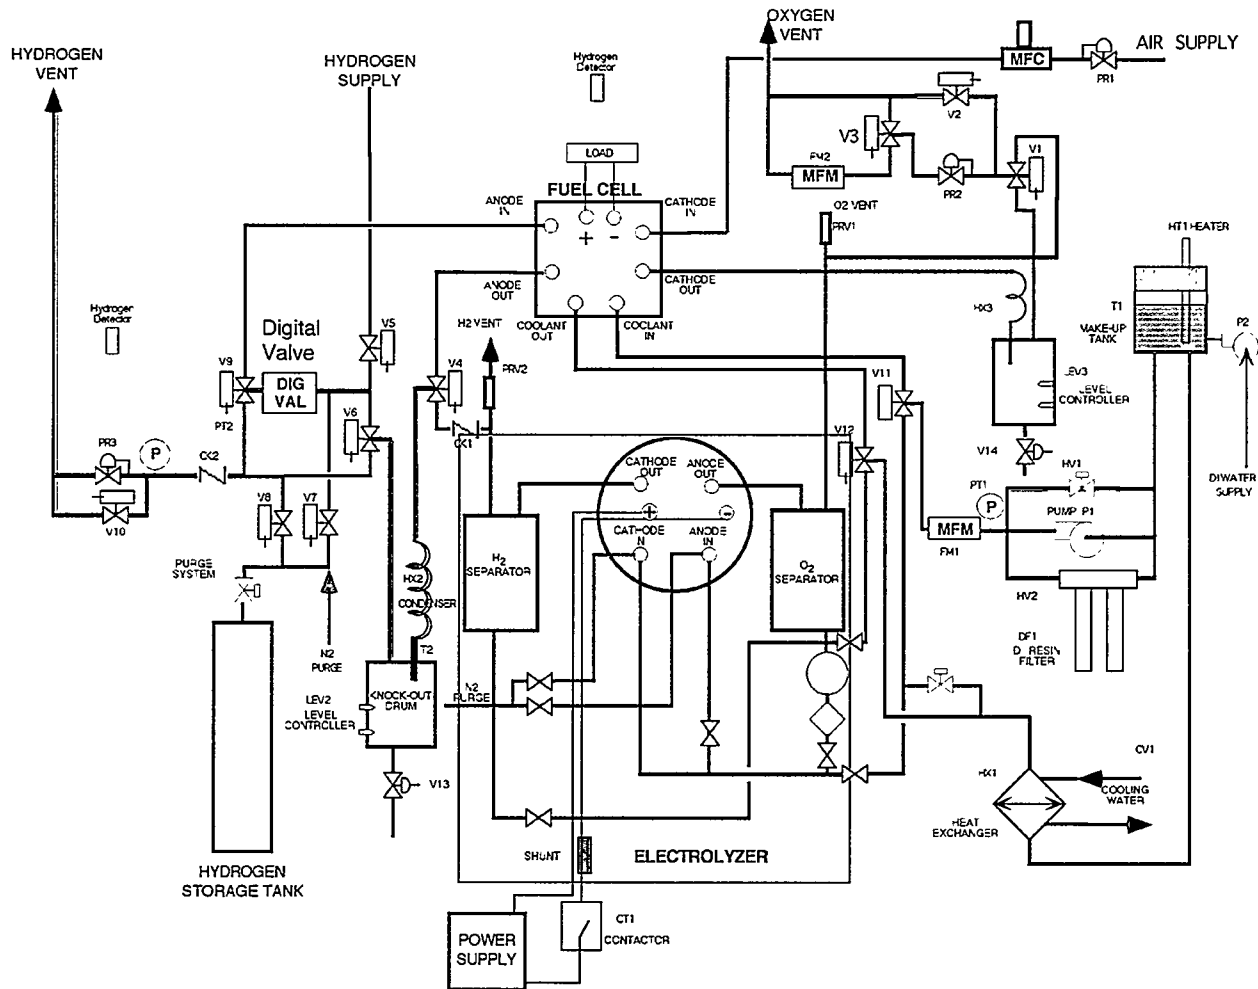 OXYGEN
VENT
HYDROGEN
VENT
HYDROGEN
SUPPLY
Hydrogen
Detector
MFC
AIR SUPPLY
PR1
V2
V3
V1
LOAD
FM2
MFM
PR2
FUEL CELL
ANODE
IN
CATHODE
IN
+
-
O2 VENT
PRV1
HT1 HEATER
ANODE
OUT
CATHODE
OUT
COOLANT
OUT
COCLANT
IN
HX3
T1
MAKE-UP
TANK
P2
Hydrogen
Detector
Digital
Valve
V5
H2 VENT
PRV2
V9
DIG
VAL
PT2
V4
V6
V11
LEV3
LEVEL
CONTROLLER
CK1
V12
V14
PR3
P
CK2
V10
V8
V7
CATHODE
OUT
ANODE
OUT
+
-
CATHODE
IN
ANODE
IN
HV1
DI WATER
SUPPLY
PT1
P
PUMP P1
MFM
FM1
PURGE
SYSTEM
H2
SEPARATOR
O2
SEPARATOR
HX2
CONDENSER
HV2
DF1
RESIN
FILTER
N2
PURGE
T2
KNOCK-OUT
DRUM
N2
PURGE
LEV2
LEVEL
CONTROLLER
V13
HX1
CV1
COOLING
WATER
HEAT
EXCHANGER
SHUNT
ELECTROLYZER
HYDROGEN
STORAGE TANK
POWER
SUPPLY
CT1
CONTACTOR